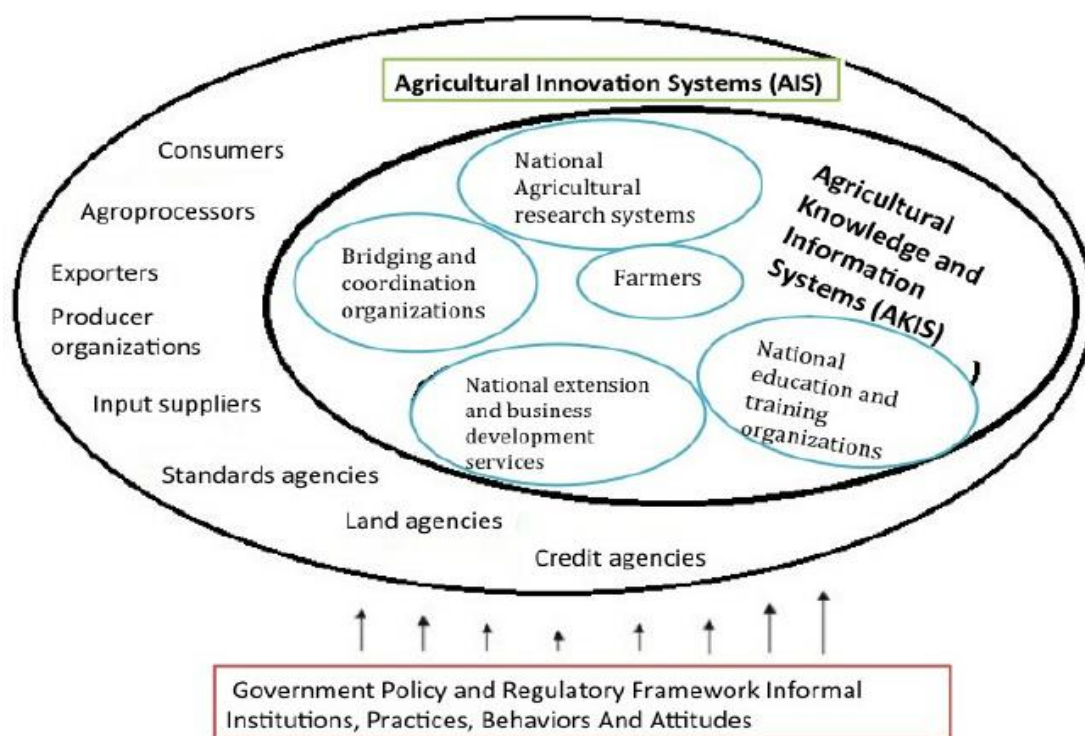 Agricultural Innovation Systems (AIS)
Consumers
Agroprocessors
Exporters
Producer
organizations
Input suppliers
Standards agencies
Land agencies
Credit agencies
National
Agricultural
research systems
Bridging and
coordination
organizations
Farmers
Agricultural
Knowledge and
Information
Systems (AKIS)
National extension
and business
development
services
National
education and
training
organizations
)
Government Policy and Regulatory Framework Informal
Institutions, Practices, Behaviors And Attitudes